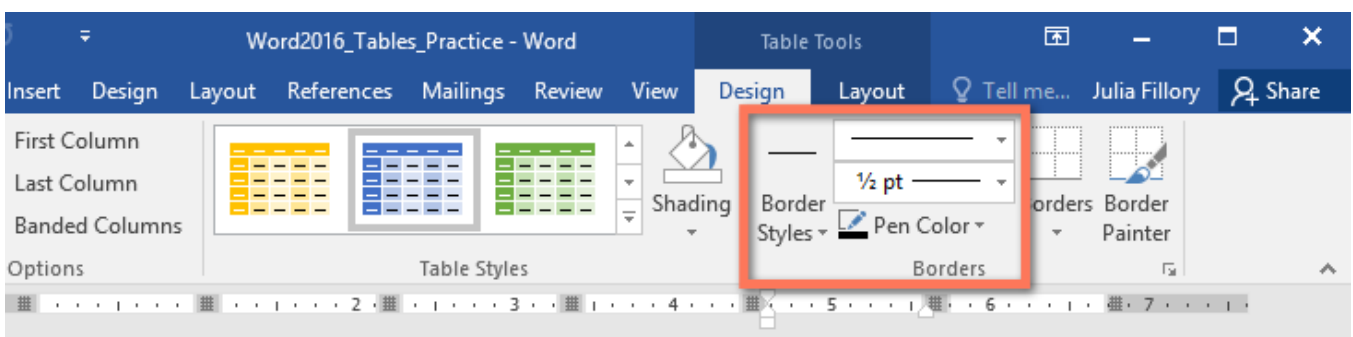 Word2016_Tables_Practice - Word
Table Tools
Insert Design Layout References Mailings Review View Design Layout Tell me... Julia Fillory Share
First Column
Last Column
Banded Columns
Options
Table Styles
Shading
Border
Styles
½ pt
Pen Color
Borders
Border
Painter
2 3 4 5 6 7